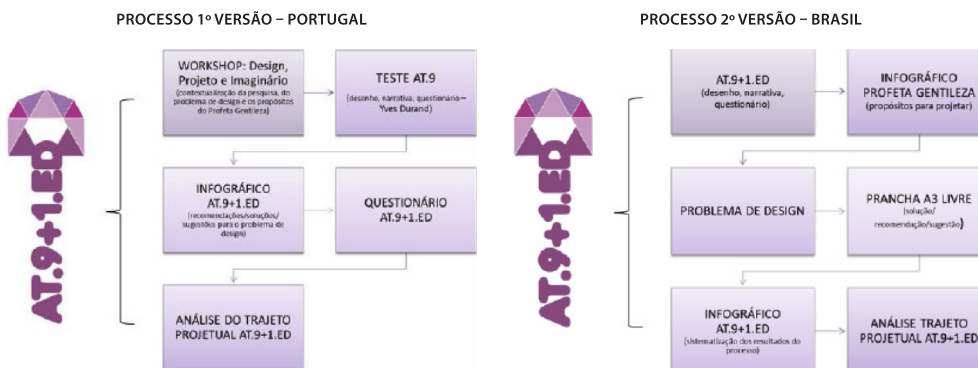 PROCESSO 1º VERSÃO – PORTUGAL
AT.9+1.ED
WORKSHOP: Design,
Projeto e Imaginário
(contextualização da pesquisa, do
problema de design e os propósitos
do Profeta Gentileza)
TESTE AT.9
(desenho, narrativa, questionário–
Yves Durand)
INFOGRÁFICO
AT.9+1.ED
(recomendações/soluções/
sugestões para o problema de
design)
QUESTIONÁRIO
AT.9+1.ED
ANÁLISE DO TRAJETO
PROJETUAL AT.9+1.ED
PROCESSO 2º VERSÃO – BRASIL
AT.9+1.ED
AT.9+1.ED
(desenho, narrativa,
questionário)
INFOGRÁFICO
PROFETA GENTILEZA
(propósitos para projetar)
PROBLEMA DE DESIGN
PRANCHA A3 LIVRE
(solução/
recomendação/sugestão)
INFOGRÁFICO
AT.9+1.ED
(sistematização dos resultados do
processo)
ANÁLISE TRAJETO
PROJETUAL AT.9+1.ED